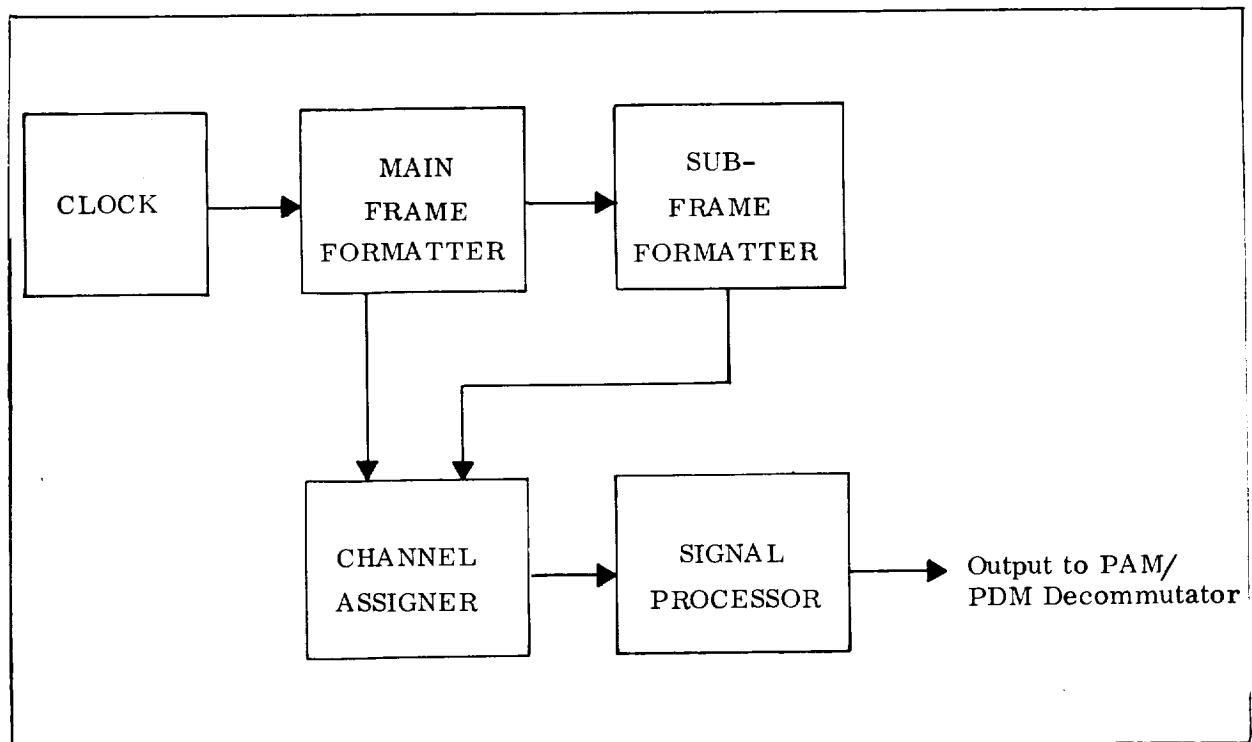 CLOCK
MAIN
FRAME
FORMATTER
SUB-
FRAME
FORMATTER
CHANNEL
ASSIGNER
SIGNAL
PROCESSOR
Output to PAM/
PDM Decommutator